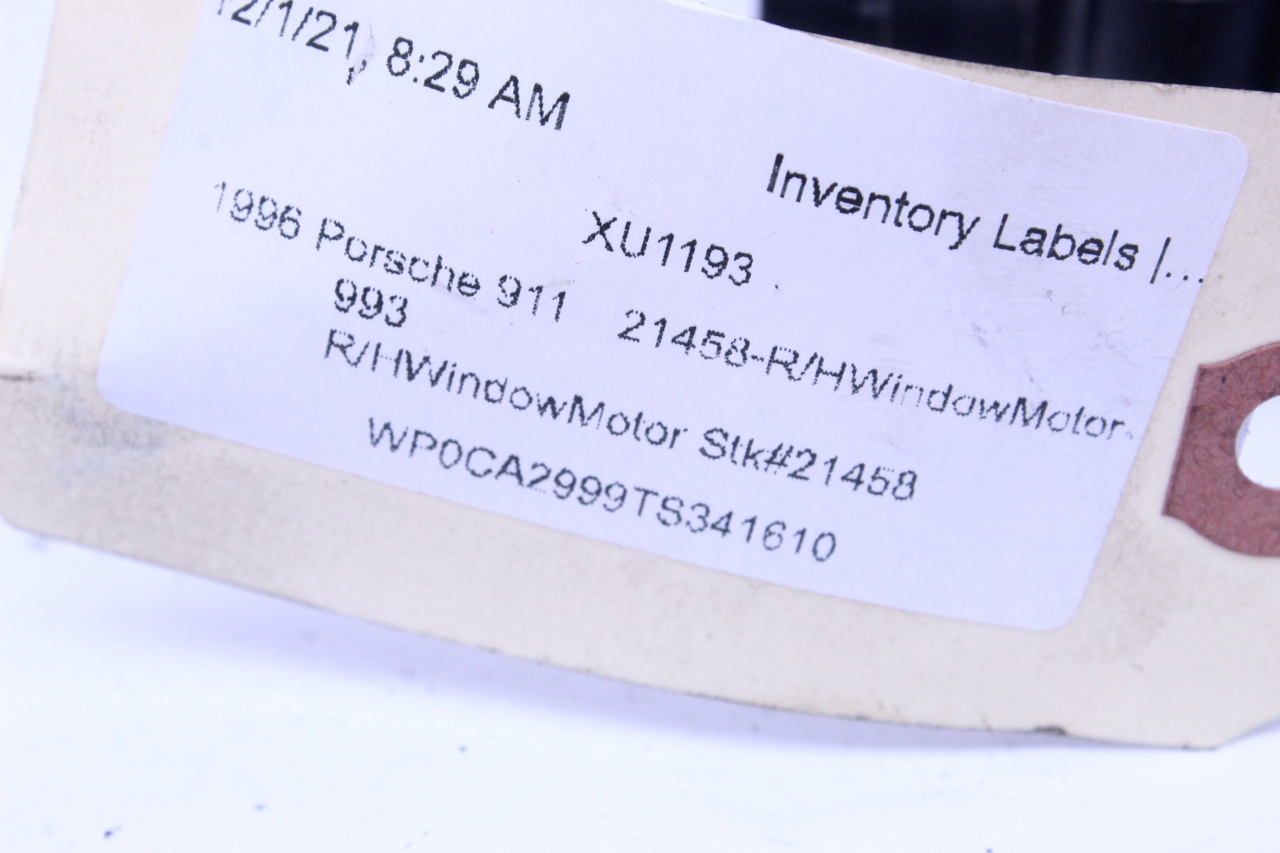 12/1/21, 8:29 AM
Inventory Labels |...
XU1193
1996 Porsche 911
993
21458-R/HWindowMotor
R/HWindowMotor Stk#21458
WP0CA2999TS341610